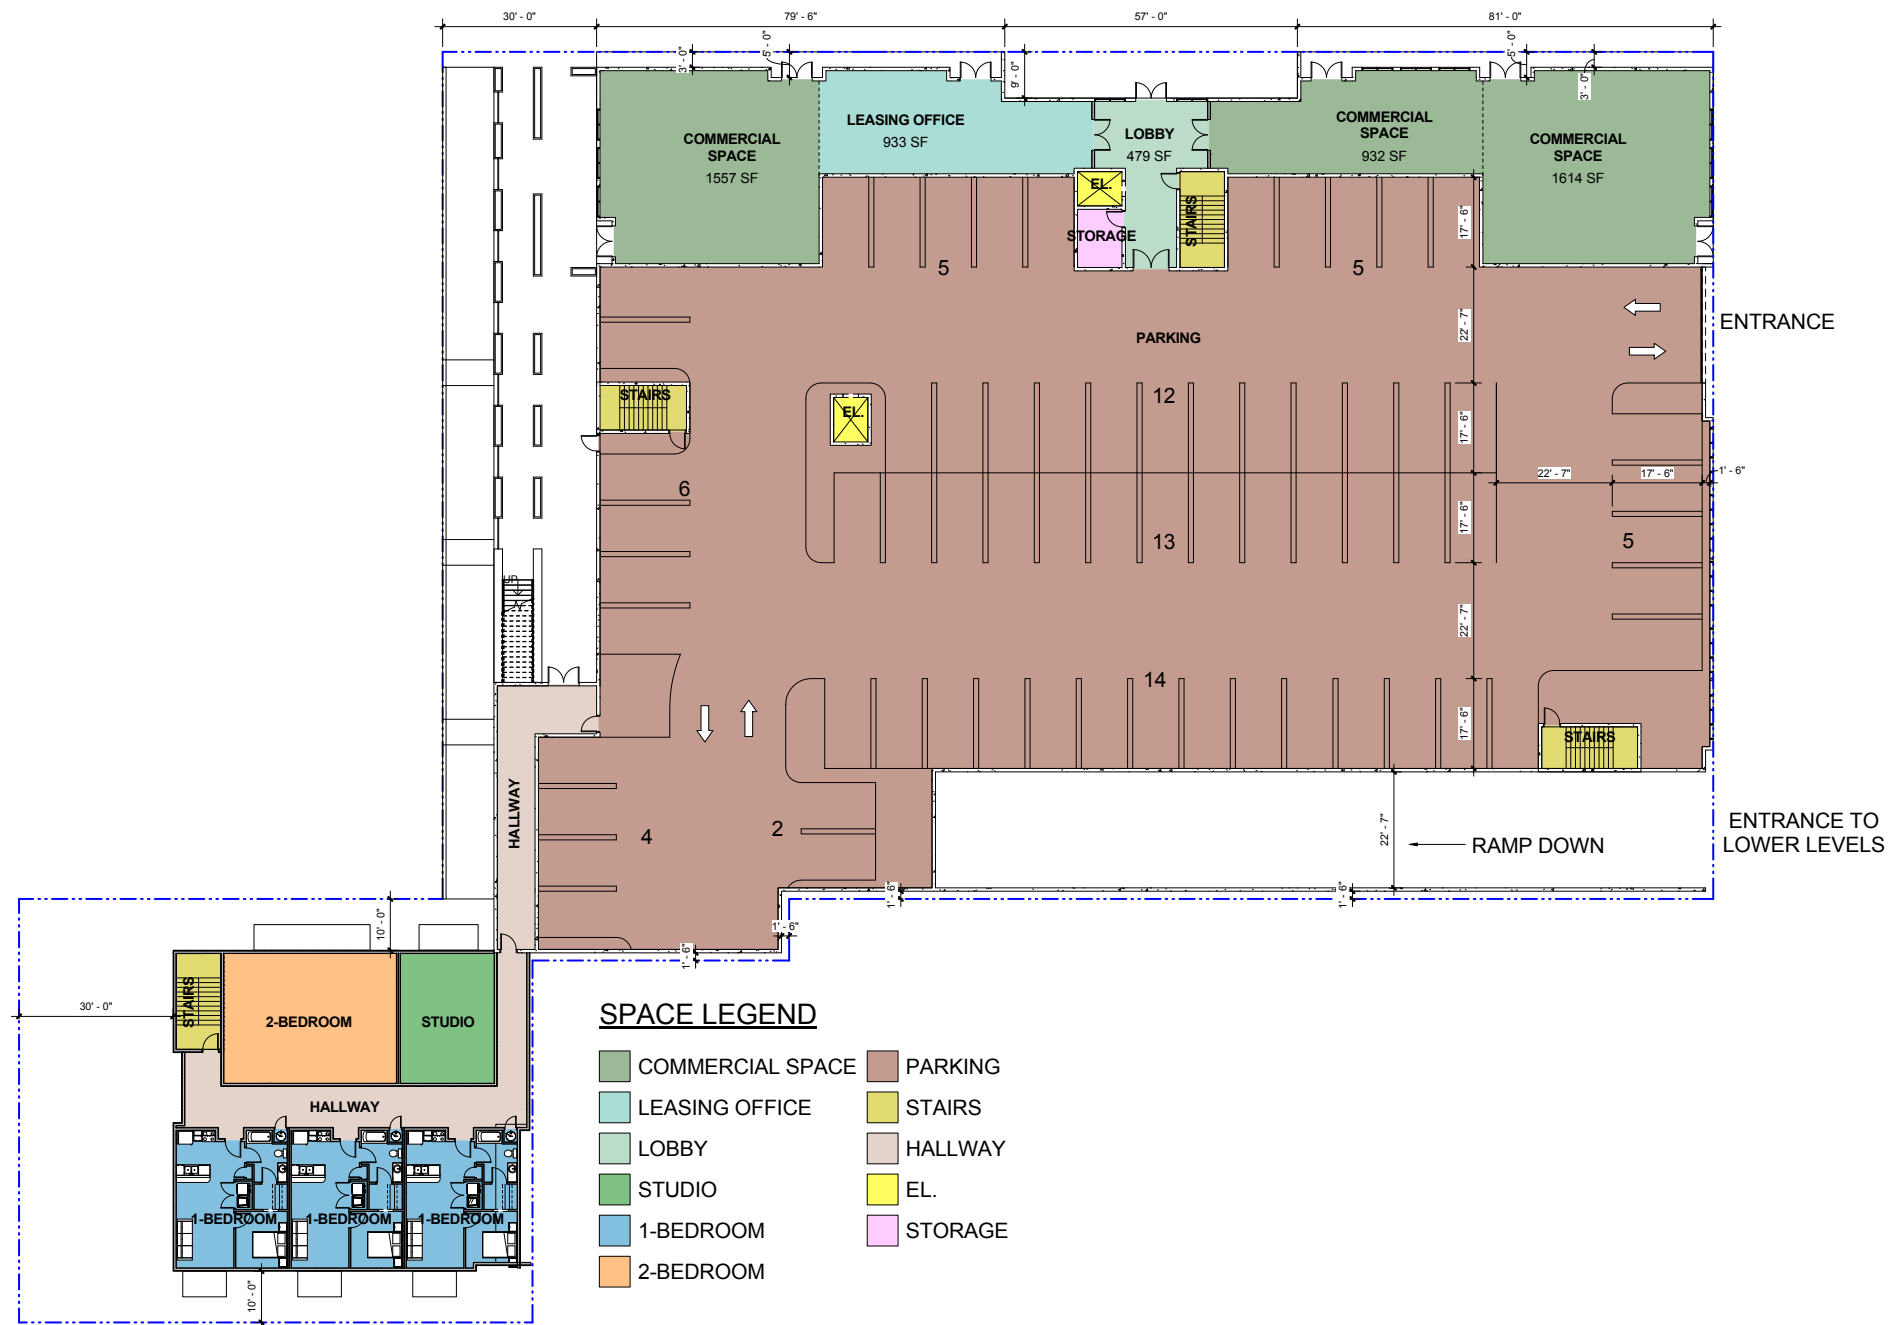 30' - 0"
79' - 6"
57' - 0"
81' - 0"
3' - 0"
5' - 0"
9' - 0"
5' - 0"
3' - 0"
COMMERCIAL
SPACE
1557 SF
LEASING OFFICE
933 SF
LOBBY
479 SF
COMMERCIAL
SPACE
932 SF
COMMERCIAL
SPACE
1614 SF
EL.
STORAGE
STAIRS
17' - 6"
5
5
22' - 7"
PARKING
ENTRANCE
STAIRS
EL.
12
17' - 6"
6
22' - 7"
17' - 6"
1' - 6"
17' - 6"
13
5
UP
22' - 7"
14
17' - 6"
STAIRS
HALLWAY
4
2
22' - 7"
RAMP DOWN
ENTRANCE TO
LOWER LEVELS
1' - 6"
1' - 6"
10' - 0"
1' - 6"
1' - 6"
30' - 0"
STAIRS
2-BEDROOM
STUDIO
HALLWAY
1-BEDROOM
1-BEDROOM
1-BEDROOM
10' - 0"
SPACE LEGEND
COMMERCIAL SPACE
LEASING OFFICE
LOBBY
STUDIO
1-BEDROOM
2-BEDROOM
PARKING
STAIRS
HALLWAY
EL.
STORAGE